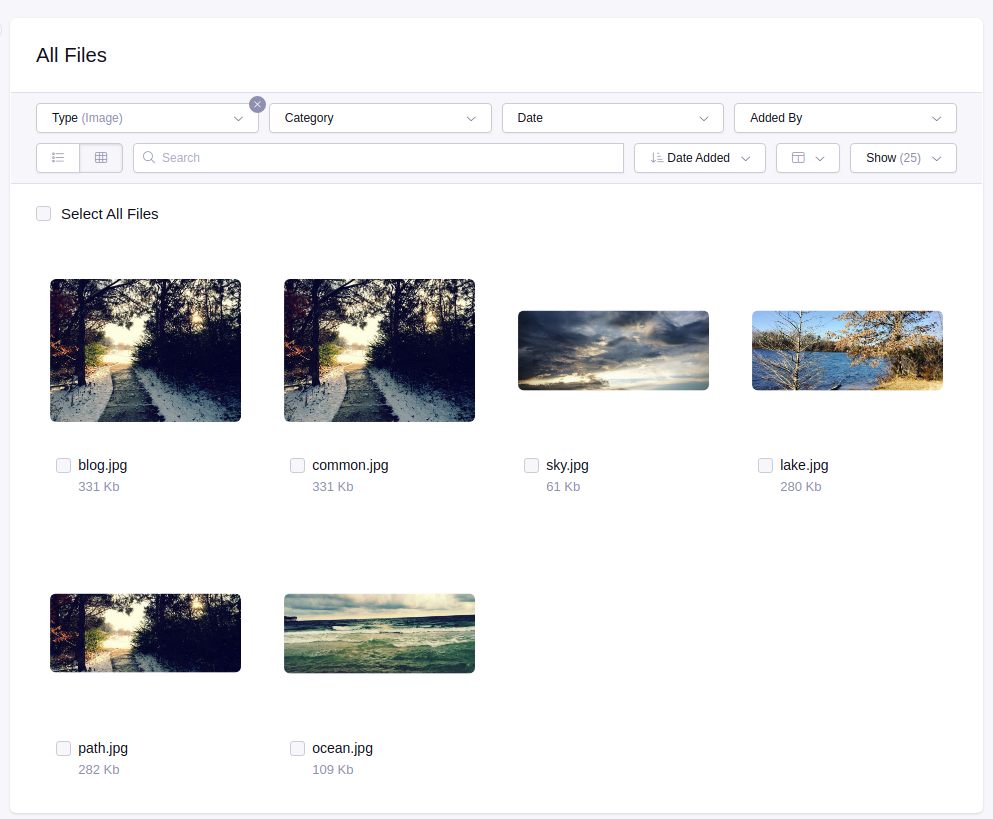 All Files
Type (Image)
Category
Date
Added By
Search
Date Added
Show (25)
Select All Files
blog.jpg
331 Kb
common.jpg
331 Kb
sky.jpg
61 Kb
lake.jpg
280 Kb
path.jpg
282 Kb
ocean.jpg
109 Kb